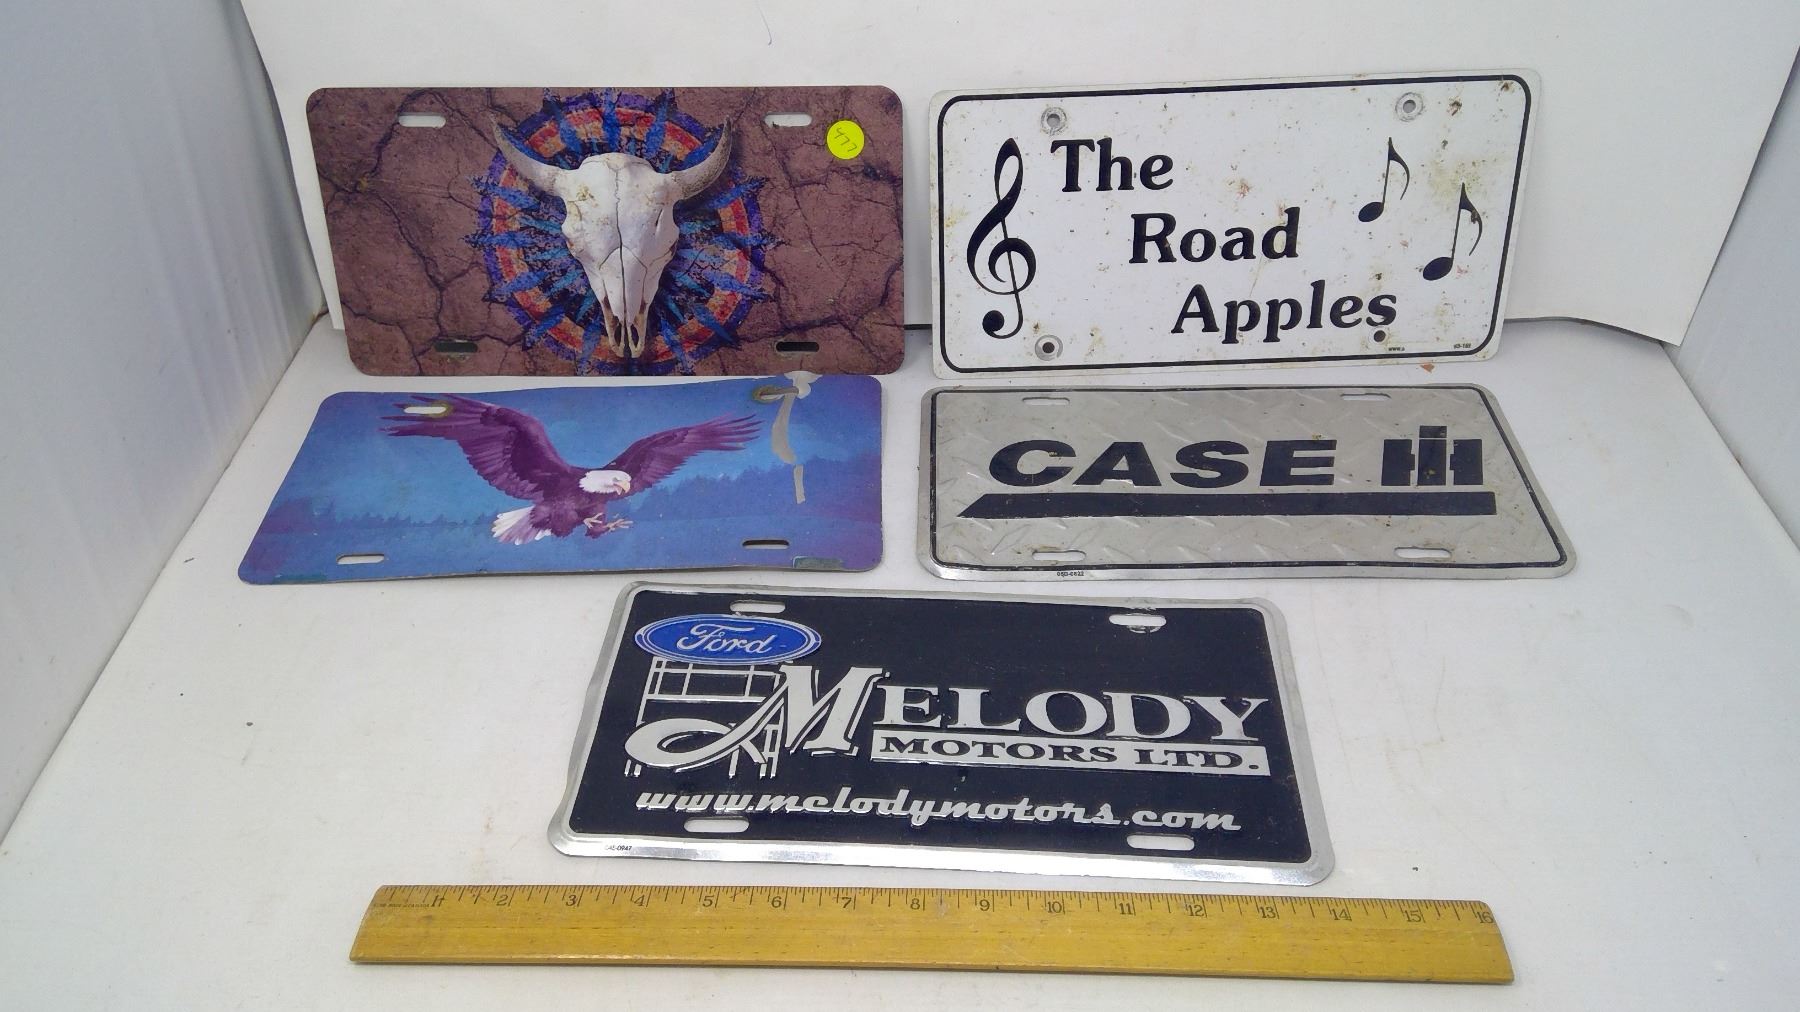 477
The
Road
Apples
CASE IH
Ford
MELODY
MOTORS LTD.
www.melodymotors.com
1 2 3 4 5 6 7 8 9 10 11 12 13 14 15 16